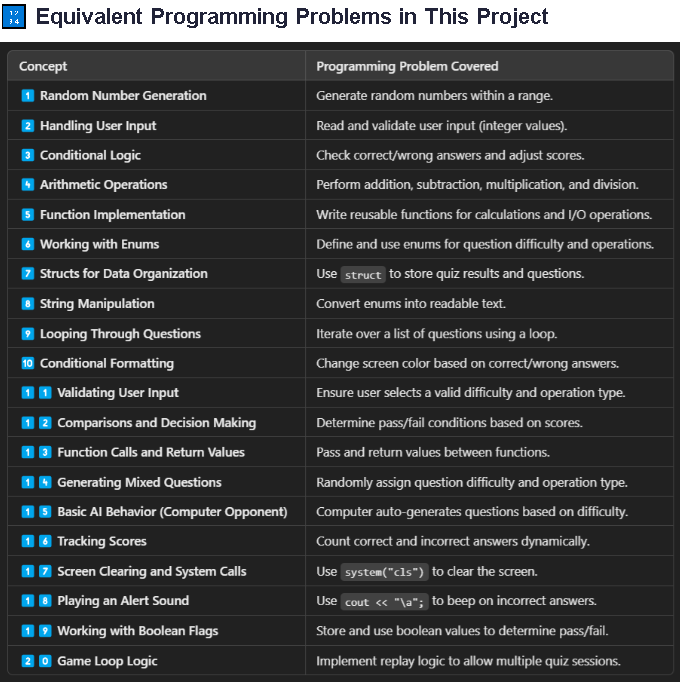 🔢 Equivalent Programming Problems in This Project
Concept Programming Problem Covered
1 Random Number Generation Generate random numbers within a range.
2 Handling User Input Read and validate user input (integer values).
3 Conditional Logic Check correct/wrong answers and adjust scores.
4 Arithmetic Operations Perform addition, subtraction, multiplication, and division.
5 Function Implementation Write reusable functions for calculations and I/O operations.
6 Working with Enums Define and use enums for question difficulty and operations.
7 Structs for Data Organization Use struct to store quiz results and questions.
8 String Manipulation Convert enums into readable text.
9 Looping Through Questions Iterate over a list of questions using a loop.
10 Conditional Formatting Change screen color based on correct/wrong answers.
1 1 Validating User Input Ensure user selects a valid difficulty and operation type.
1 2 Comparisons and Decision Making Determine pass/fail conditions based on scores.
1 3 Function Calls and Return Values Pass and return values between functions.
1 4 Generating Mixed Questions Randomly assign question difficulty and operation type.
1 5 Basic AI Behavior (Computer Opponent) Computer auto-generates questions based on difficulty.
1 6 Tracking Scores Count correct and incorrect answers dynamically.
1 7 Screen Clearing and System Calls Use system("cls") to clear the screen.
1 8 Playing an Alert Sound Use cout << "\a"; to beep on incorrect answers.
1 9 Working with Boolean Flags Store and use boolean values to determine pass/fail.
2 0 Game Loop Logic Implement replay logic to allow multiple quiz sessions.